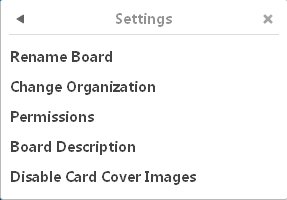 Settings
Rename Board
Change Organization
Permissions
Board Description
Disable Card Cover Images